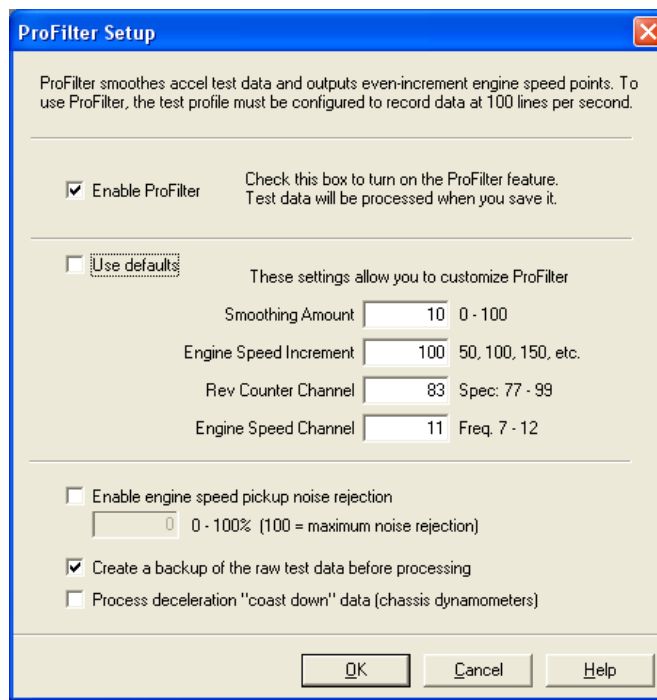 ProFilter Setup
ProFilter smoothes accel test data and outputs even-increment engine speed points. To
use ProFilter, the test profile must be configured to record data at 100 lines per second.
Enable ProFilter
Check this box to turn on the ProFilter feature.
Test data will be processed when you save it.
Use defaults
These settings allow you to customize ProFilter
Smoothing Amount 10 0 - 100
Engine Speed Increment 100 50, 100, 150, etc.
Rev Counter Channel 83 Spec: 77 - 99
Engine Speed Channel 11 Freq. 7 - 12
Enable engine speed pickup noise rejection
0 0 - 100% (100 = maximum noise rejection)
Create a backup of the raw test data before processing
Process deceleration "coast down" data (chassis dynamometers)
OK Cancel Help